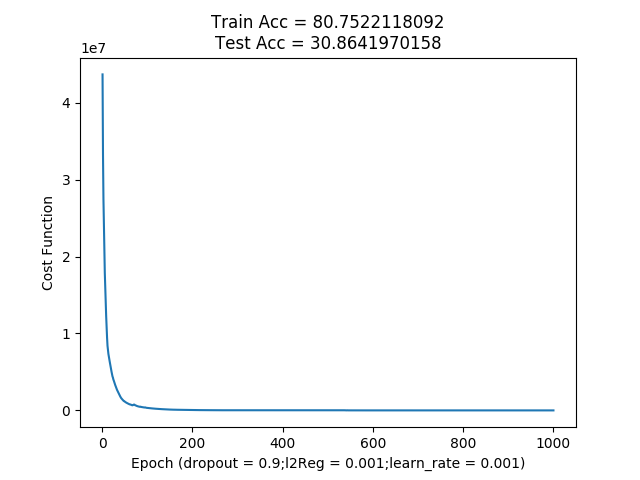 Train Acc = 80.7522118092
Test Acc = 30.8641970158
1e7
4
3
2
1
0
Cost Function
0 200 400 600 800 1000
Epoch (dropout = 0.9;l2Reg = 0.001;learn_rate = 0.001)